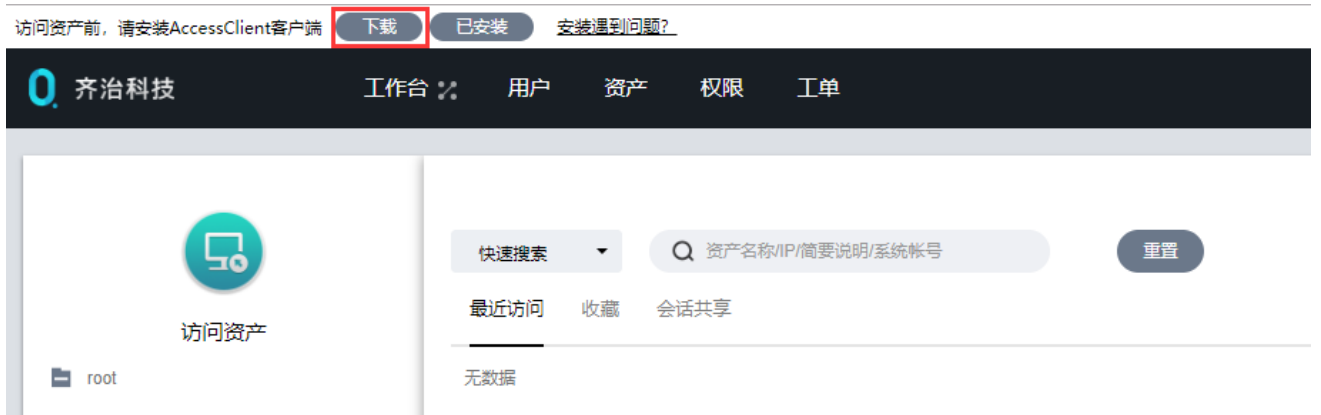 访问资产前，请安装AccessClient客户端 下载 已安装 安装遇到问题？
齐治科技 工作台 用户 资产 权限 工单
快速搜索 资产名称/IP/简要说明/系统帐号 重置
最近访问 收藏 会话共享
访问资产
root
无数据